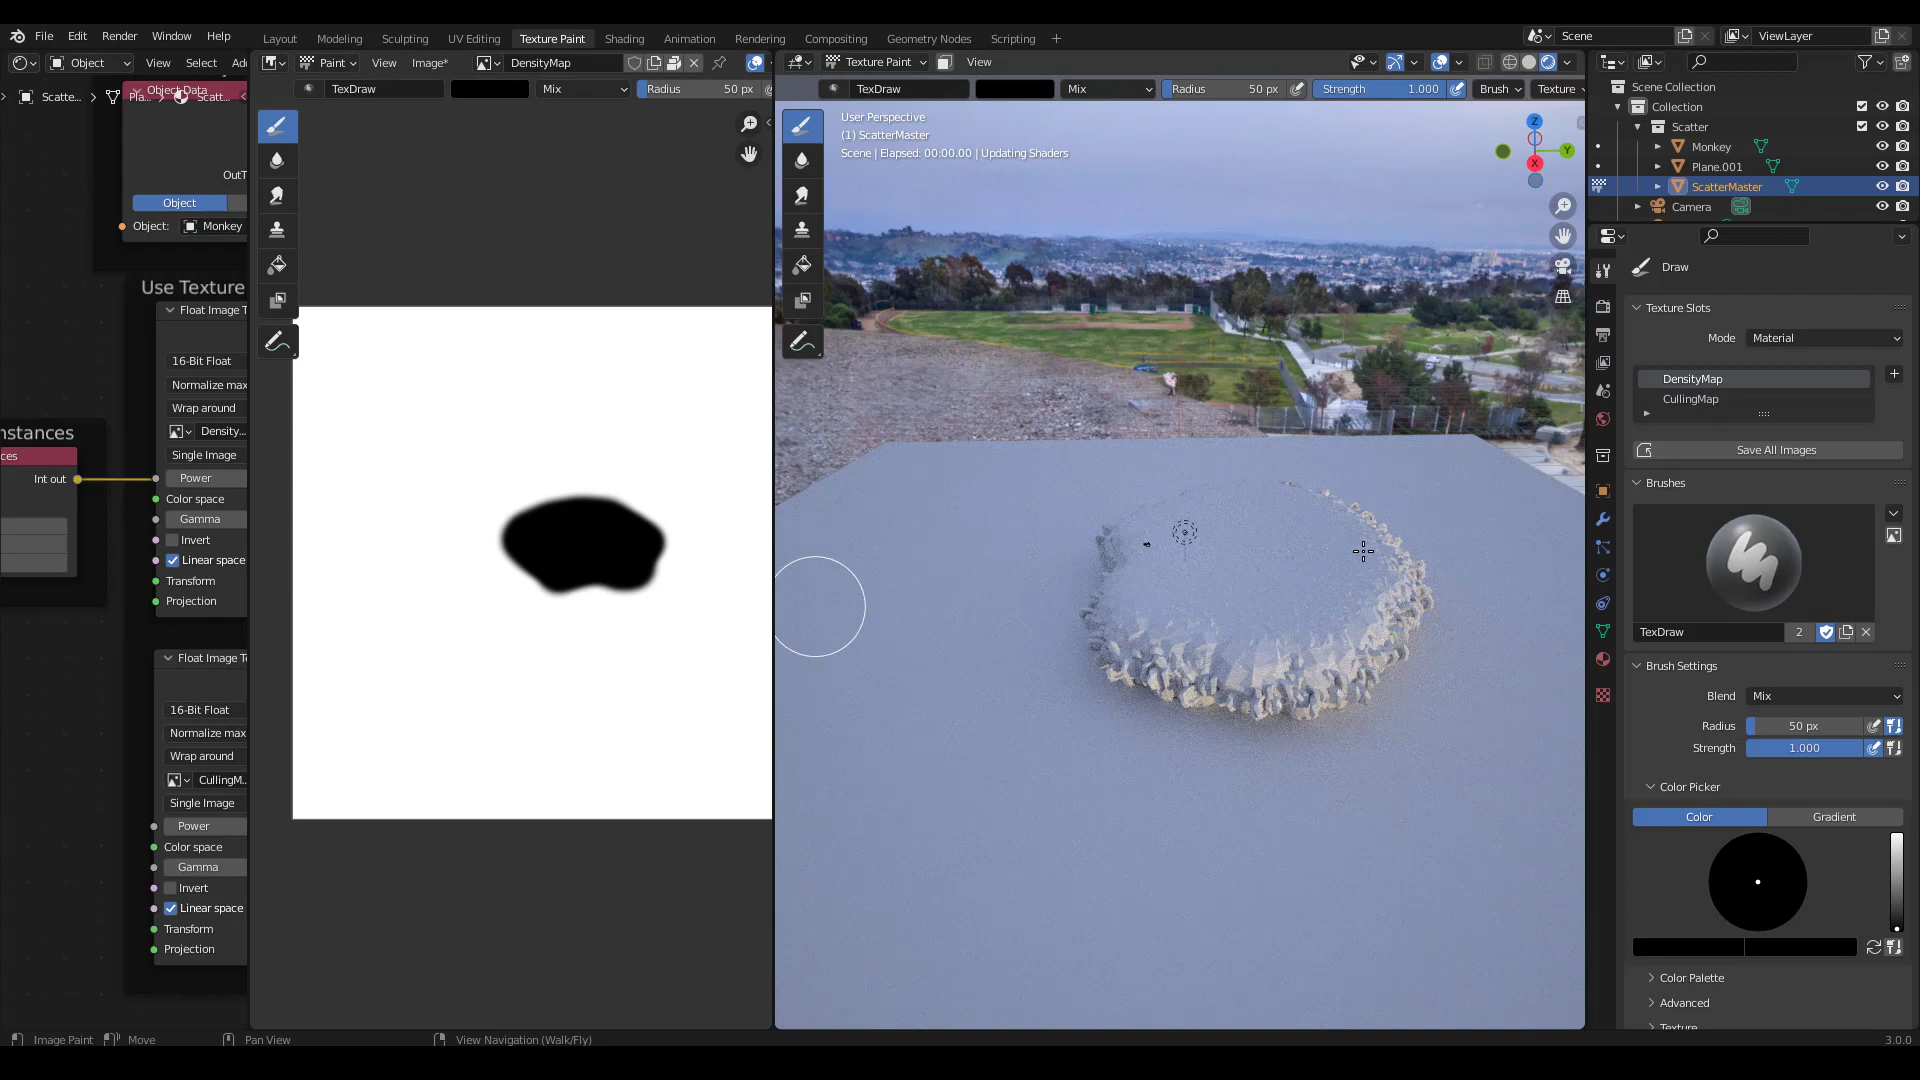 File Edit Render Window Help
Layout Modeling Sculpting UV Editing Texture Paint Shading Animation Rendering Compositing Geometry Nodes Scripting +
Scene
ViewLayer
Object View Select Add
Scatte... Pla... Scatt...
Object Data
OutT
Object
Object: Monkey
Use Texture
Float Image T
16-Bit Float
Normalize max
Wrap around
Density...
Single Image
Power
Color space
Gamma
Invert
Linear space
Transform
Projection
nstances
ces
Int out
Float Image Te
16-Bit Float
Normalize max
Wrap around
CullingM...
Single Image
Power
Color space
Gamma
Invert
Linear space
Transform
Projection
Paint View Image* DensityMap
TexDraw Mix Radius 50 px
Texture Paint View
TexDraw Mix Radius 50 px Strength 1.000 Brush Texture
User Perspective
(1) ScatterMaster
Scene | Elapsed: 00:00.00 | Updating Shaders
Z
Y
X
Scene Collection
Collection
Scatter
Monkey
Plane.001
ScatterMaster
Camera
Draw
Texture Slots
Mode Material
DensityMap
CullingMap
Save All Images
Brushes
TexDraw 2
Brush Settings
Blend Mix
Radius 50 px
Strength 1.000
Color Picker
Color Gradient
Color Palette
Advanced
Texture
Image Paint Move Pan View View Navigation (Walk/Fly) 3.0.0